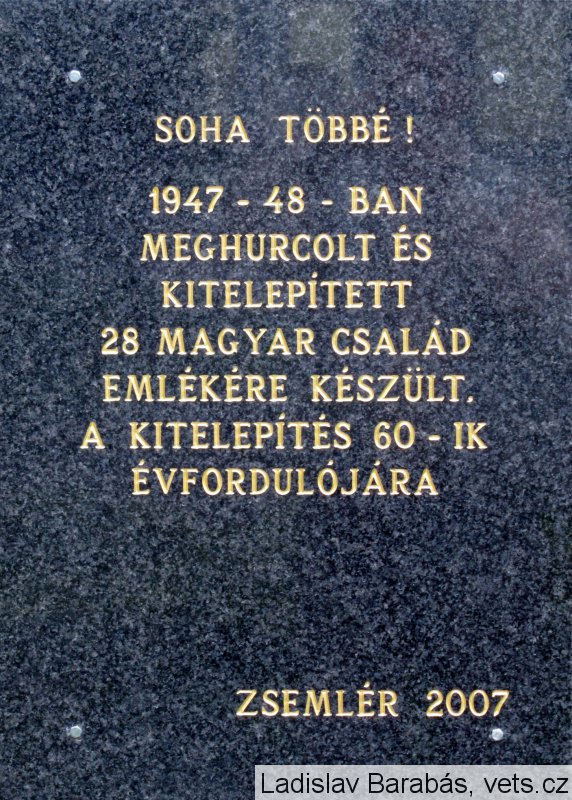 SOHA TÖBBÉ !
1947 - 48 - BAN
MEGHURCOLT ÉS
KITELEPÍTETT
28 MAGYAR CSALÁD
EMLÉKÉRE KÉSZÜLT.
A KITELEPÍTÉS 60 - IK
ÉVFORDULÓJÁRA
ZSEMLÉR 2007
Ladislav Barabás, vets.cz